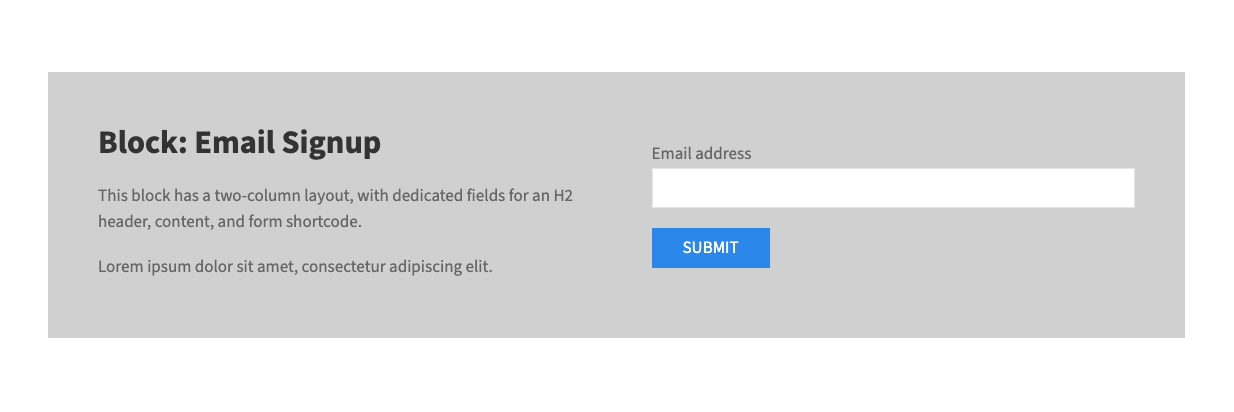 Block: Email Signup
This block has a two-column layout, with dedicated fields for an H2
header, content, and form shortcode.
Lorem ipsum dolor sit amet, consectetur adipiscing elit.
Email address
SUBMIT